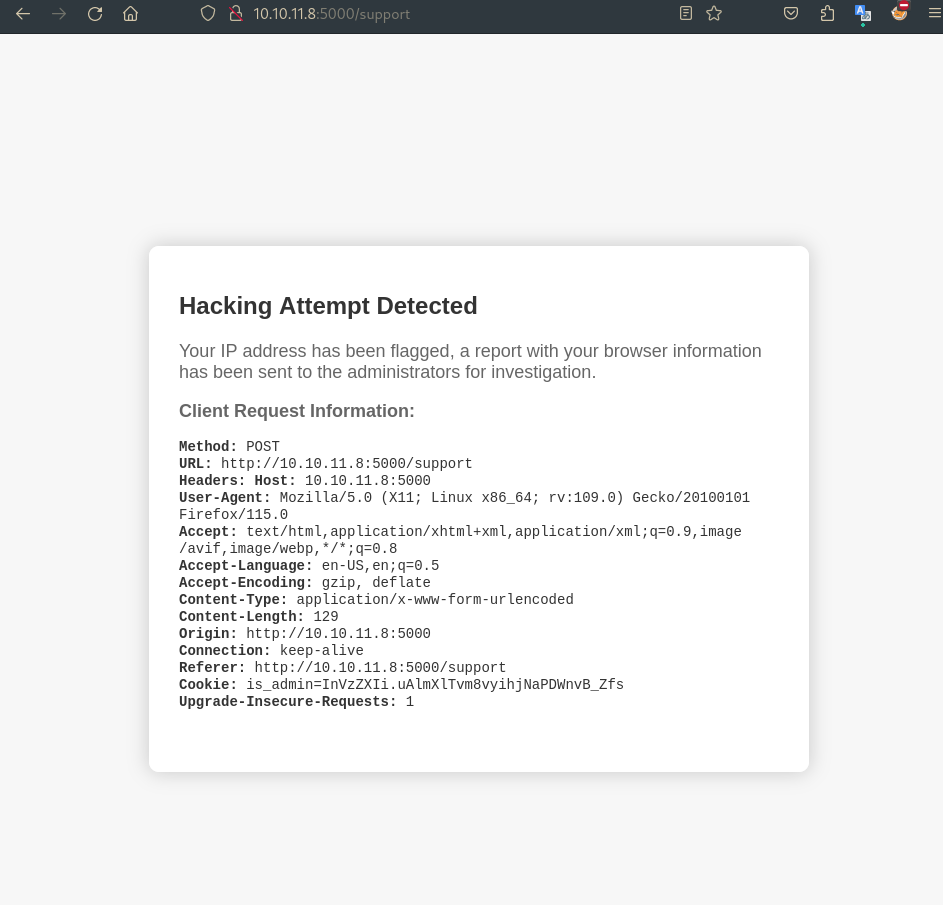 10.10.11.8:5000/support
Hacking Attempt Detected
Your IP address has been flagged, a report with your browser information
has been sent to the administrators for investigation.
Client Request Information:
Method: POST
URL: http://10.10.11.8:5000/support
Headers: Host: 10.10.11.8:5000
User-Agent: Mozilla/5.0 (X11; Linux x86_64; rv:109.0) Gecko/20100101
Firefox/115.0
Accept: text/html,application/xhtml+xml,application/xml;q=0.9,image
/avif,image/webp,*/*;q=0.8
Accept-Language: en-US,en;q=0.5
Accept-Encoding: gzip, deflate
Content-Type: application/x-www-form-urlencoded
Content-Length: 129
Origin: http://10.10.11.8:5000
Connection: keep-alive
Referer: http://10.10.11.8:5000/support
Cookie: is_admin=InVzZXIi.uAlmXlTvm8vyihjNaPDWnvB_Zfs
Upgrade-Insecure-Requests: 1